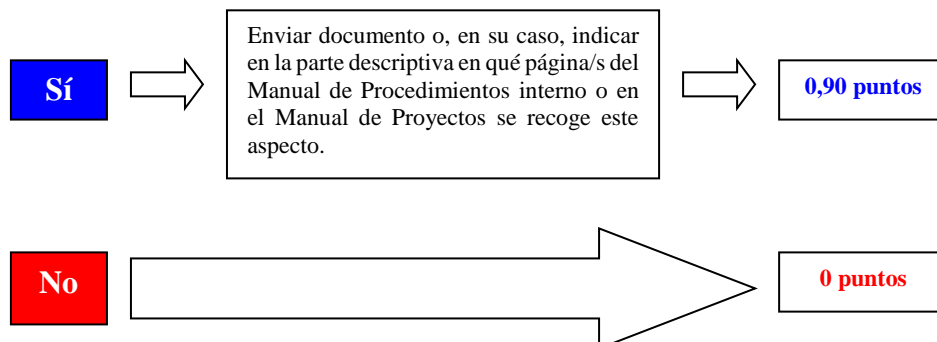 Sí
Enviar documento o, en su caso, indicar
en la parte descriptiva en qué página/s del
Manual de Procedimientos interno o en
el Manual de Proyectos se recoge este
aspecto.
0,90 puntos
No
0 puntos